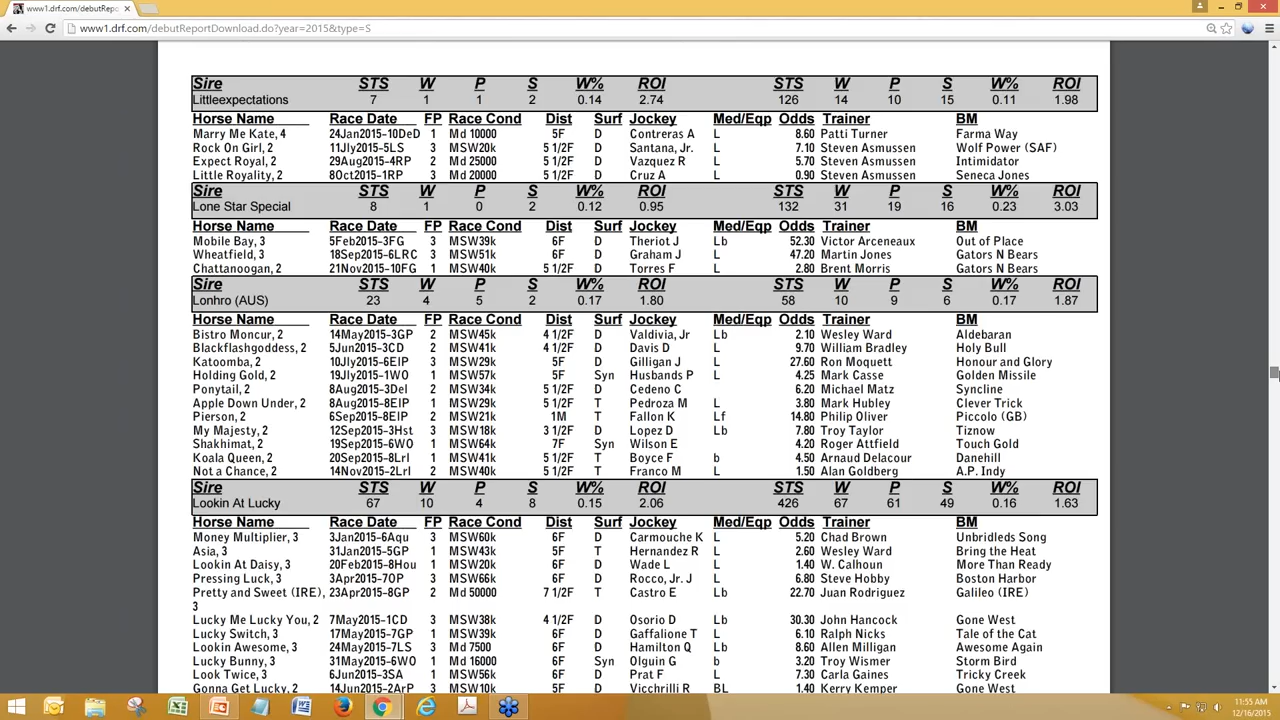 www1.drf.com/debutRepo
www1.drf.com/debutReportDownload.do?year=2015&type=S
Sire STS W P S W% ROI STS W P S W% ROI
Littleexpectations 7 1 1 2 0.14 2.74 126 14 10 15 0.11 1.98
Horse Name Race Date FP Race Cond Dist Surf Jockey Med/Eqp Odds Trainer BM
Marry Me Kate, 4 24Jan2015-10DeD 1 Md 10000 5F D Contreras A L 8.60 Patti Turner Farma Way
Rock On Girl, 2 11Jly2015-5LS 3 MSW20k 5 1/2F D Santana, Jr. L 7.10 Steven Asmussen Wolf Power (SAF)
Expect Royal, 2 29Aug2015-4RP 2 Md 25000 5 1/2F D Vazquez R L 5.70 Steven Asmussen Intimidator
Little Royality, 2 8Oct2015-1RP 3 Md 20000 5 1/2F D Cruz A L 0.90 Steven Asmussen Seneca Jones
Sire STS W P S W% ROI STS W P S W% ROI
Lone Star Special 8 1 0 2 0.12 0.95 132 31 19 16 0.23 3.03
Horse Name Race Date FP Race Cond Dist Surf Jockey Med/Eqp Odds Trainer BM
Mobile Bay, 3 5Feb2015-3FG 3 MSW39k 6F D Theriot J Lb 52.30 Victor Arceneaux Out of Place
Wheatfield, 3 18Sep2015-6LRC 3 MSW51k 6F D Graham J L 47.20 Martin Jones Gators N Bears
Chattanoogan, 2 21Nov2015-10FG 1 MSW40k 5 1/2F D Torres F L 2.80 Brent Morris Gators N Bears
Sire STS W P S W% ROI STS W P S W% ROI
Lonhro (AUS) 23 4 5 2 0.17 1.80 58 10 9 6 0.17 1.87
Horse Name Race Date FP Race Cond Dist Surf Jockey Med/Eqp Odds Trainer BM
Bistro Moncur, 2 14May2015-3GP 2 MSW45k 4 1/2F D Valdivia, Jr Lb 2.10 Wesley Ward Aldebaran
Blackflashgoddess, 2 5Jun2015-3CD 2 MSW41k 4 1/2F D Davis D L 9.70 William Bradley Holy Bull
Katoomba, 2 10Jly2015-6EIP 3 MSW29k 5F D Gilligan J L 27.60 Ron Moquett Honour and Glory
Holding Gold, 2 19Jly2015-1WO 1 MSW57k 5F Syn Husbands P L 4.25 Mark Casse Golden Missile
Ponytail, 2 8Aug2015-3Del 2 MSW34k 5 1/2F D Cedeno C 6.20 Michael Matz Syncline
Apple Down Under, 2 8Aug2015-8EIP 1 MSW29k 5 1/2F T Pedroza M L 3.80 Mark Hubley Clever Trick
Pierson, 2 6Sep2015-8EIP 2 MSW21k 1M T Fallon K Lf 14.80 Philip Oliver Piccolo (GB)
My Majesty, 2 12Sep2015-3Hst 3 MSW18k 3 1/2F D Lopez D Lb 7.80 Troy Taylor Tiznow
Shakhimat, 2 19Sep2015-6WO 1 MSW64k 7F Syn Wilson E 4.20 Roger Attfield Touch Gold
Koala Queen, 2 20Sep2015-8Lrl 1 MSW41k 5 1/2F T Boyce F b 4.50 Arnaud Delacour Danehill
Not a Chance, 2 14Nov2015-2Lrl 2 MSW40k 5 1/2F T Franco M L 1.50 Alan Goldberg A.P. Indy
Sire STS W P S W% ROI STS W P S W% ROI
Lookin At Lucky 67 10 4 8 0.15 2.06 426 67 61 49 0.16 1.63
Horse Name Race Date FP Race Cond Dist Surf Jockey Med/Eqp Odds Trainer BM
Money Multiplier, 3 3Jan2015-6Aqu 3 MSW60k 6F D Carmouche K L 5.20 Chad Brown Unbridleds Song
Asia, 3 31Jan2015-5GP 1 MSW43k 5F T Hernandez R L 2.60 Wesley Ward Bring the Heat
Lookin At Daisy, 3 20Feb2015-8Hou 1 MSW20k 6F D Wade L L 1.40 W. Calhoun More Than Ready
Pressing Luck, 3 3Apr2015-7OP 3 MSW66k 6F D Rocco, Jr. J L 6.80 Steve Hobby Boston Harbor
Pretty and Sweet (IRE), 23Apr2015-8GP 2 Md 50000 7 1/2F D Castro E Lb 22.70 Juan Rodriguez Galileo (IRE)
3
Lucky Me Lucky You, 2 7May2015-1CD 3 MSW38k 4 1/2F D Osorio D Lb 30.30 John Hancock Gone West
Lucky Switch, 3 17May2015-7GP 1 MSW39k 6F D Gaffalione T L 6.10 Ralph Nicks Tale of the Cat
Lookin Awesome, 3 24May2015-7LS 3 Md 7500 6F D Hamilton Q Lb 8.60 Allen Milligan Awesome Again
Lucky Bunny, 3 31May2015-6WO 1 Md 16000 6F Syn Olguin G b 3.20 Troy Wismer Storm Bird
Look Twice, 3 6Jun2015-3SA 1 MSW56k 6F D Prat F L 7.30 Carla Gaines Tricky Creek
Gonna Get Lucky, 2 14Jun2015-2ArP 3 MSW10k 5F D Vicchrilli R BL 1.40 Kerry Kemper Gone West
11:55 AM
12/16/2015